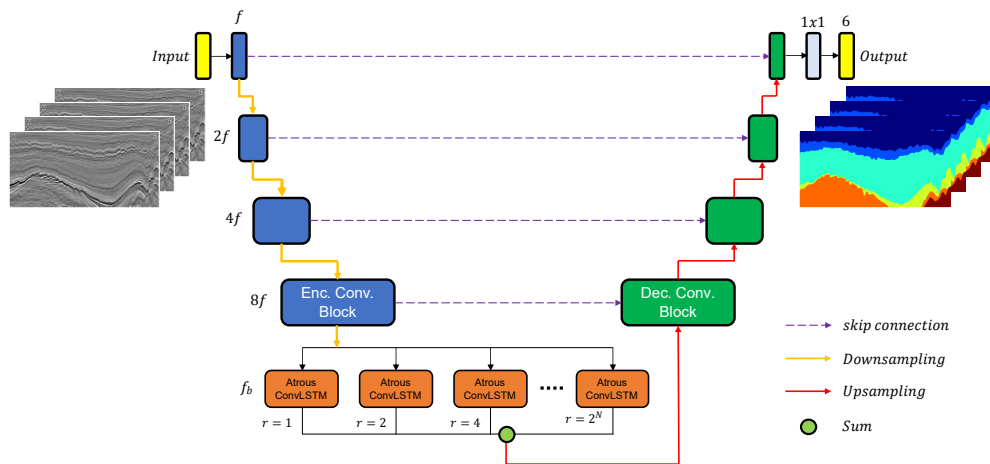 f
1x1
6
Input
Output
2f
4f
8f
Enc. Conv.
Block
Dec. Conv.
Block
skip connection
Downsampling
f_b
Atrous
ConvLSTM
Atrous
ConvLSTM
Atrous
ConvLSTM
....
Atrous
ConvLSTM
Upsampling
r = 1
r = 2
r = 4
r = 2^N
Sum